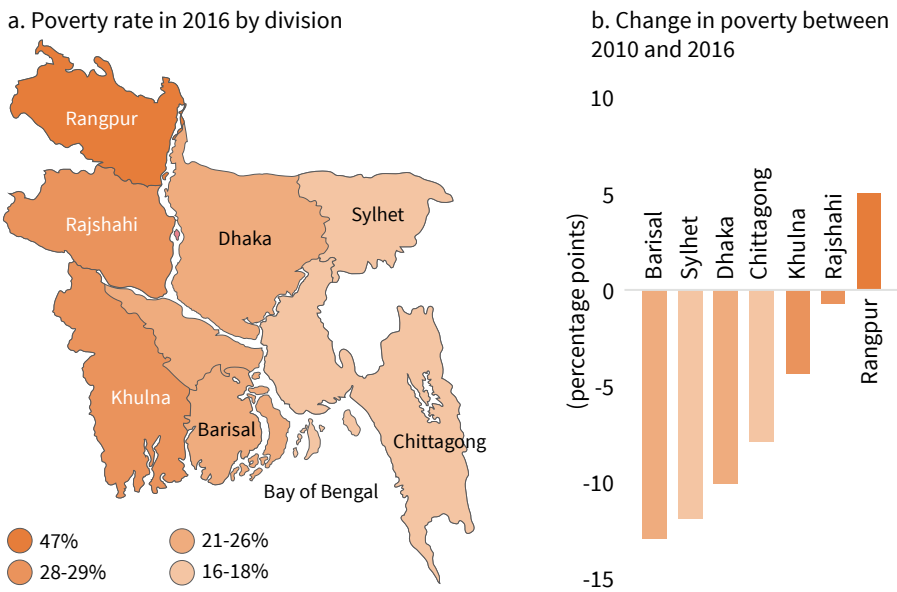 a. Poverty rate in 2016 by division
Rangpur
Rajshahi
Dhaka
Sylhet
Khulna
Barisal
Chittagong
Bay of Bengal
47%
28-29%
21-26%
16-18%
b. Change in poverty between
2010 and 2016
(percentage points)
10
5
0
-5
-10
-15
Barisal
Sylhet
Dhaka
Chittagong
Khulna
Rajshahi
Rangpur